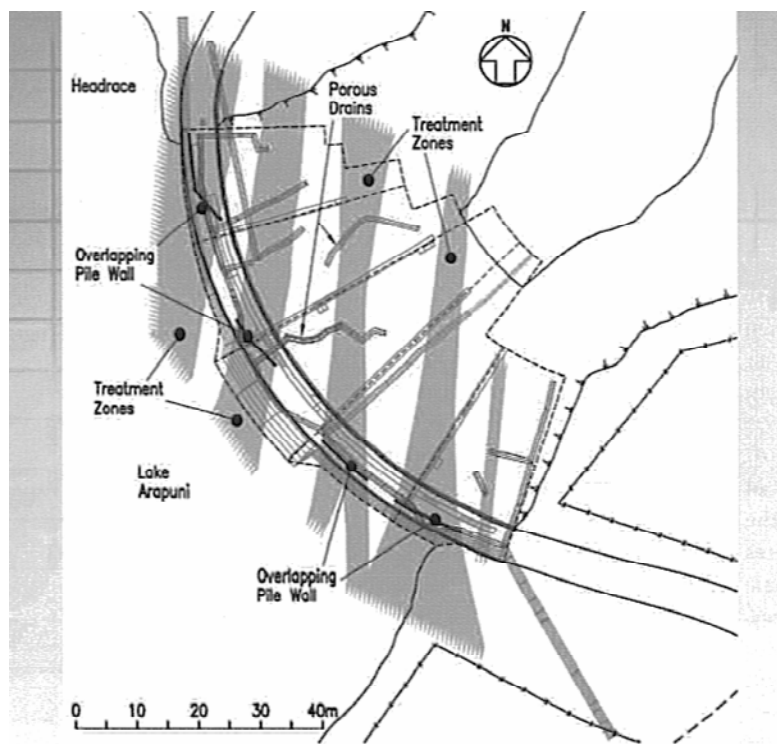 N
Headrace
Porous
Drains
Treatment
Zones
Overlapping
Pile Wall
Treatment
Zones
Lake
Arapuni
Overlapping
Pile Wall
0 10 20 30 40m